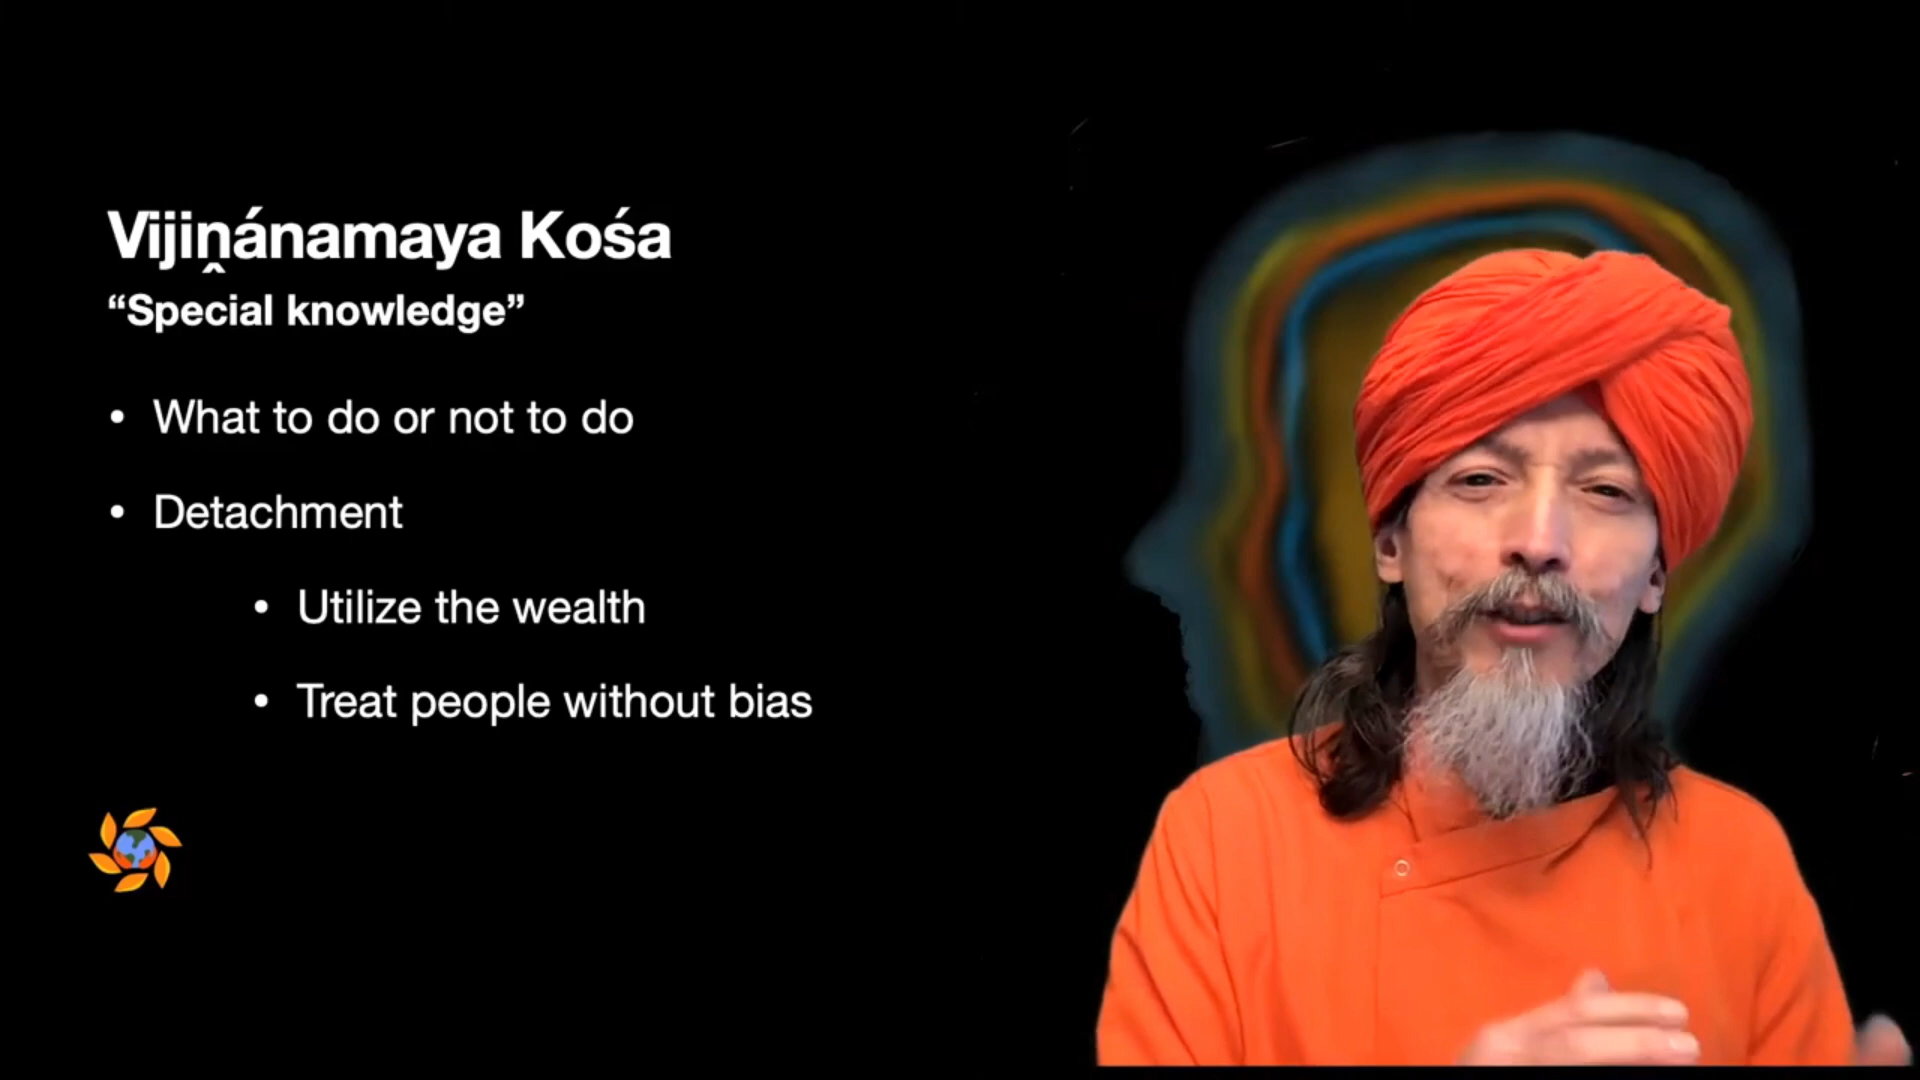 Vijiṋánamaya Kośa
“Special knowledge”
• What to do or not to do
• Detachment
• Utilize the wealth
• Treat people without bias